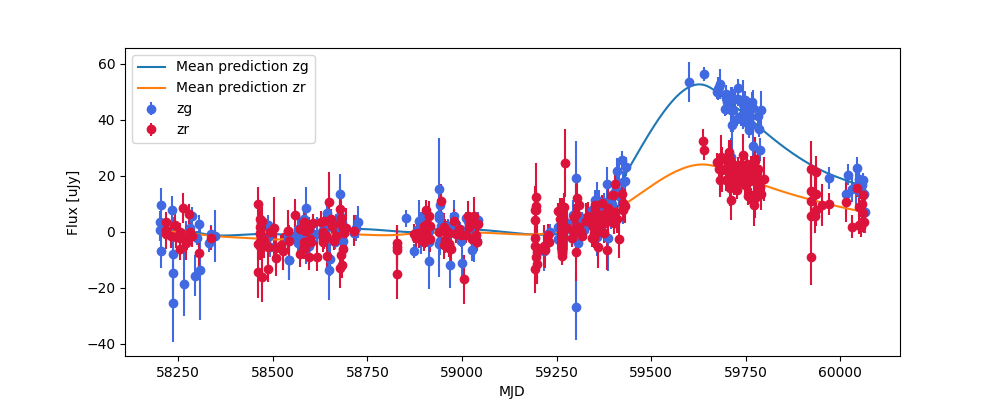 Mean prediction zg
Mean prediction zr
zg
zr
60
40
20
0
−20
−40
Flux [uJy]
58250
58500
58750
59000
59250
59500
59750
60000
MJD